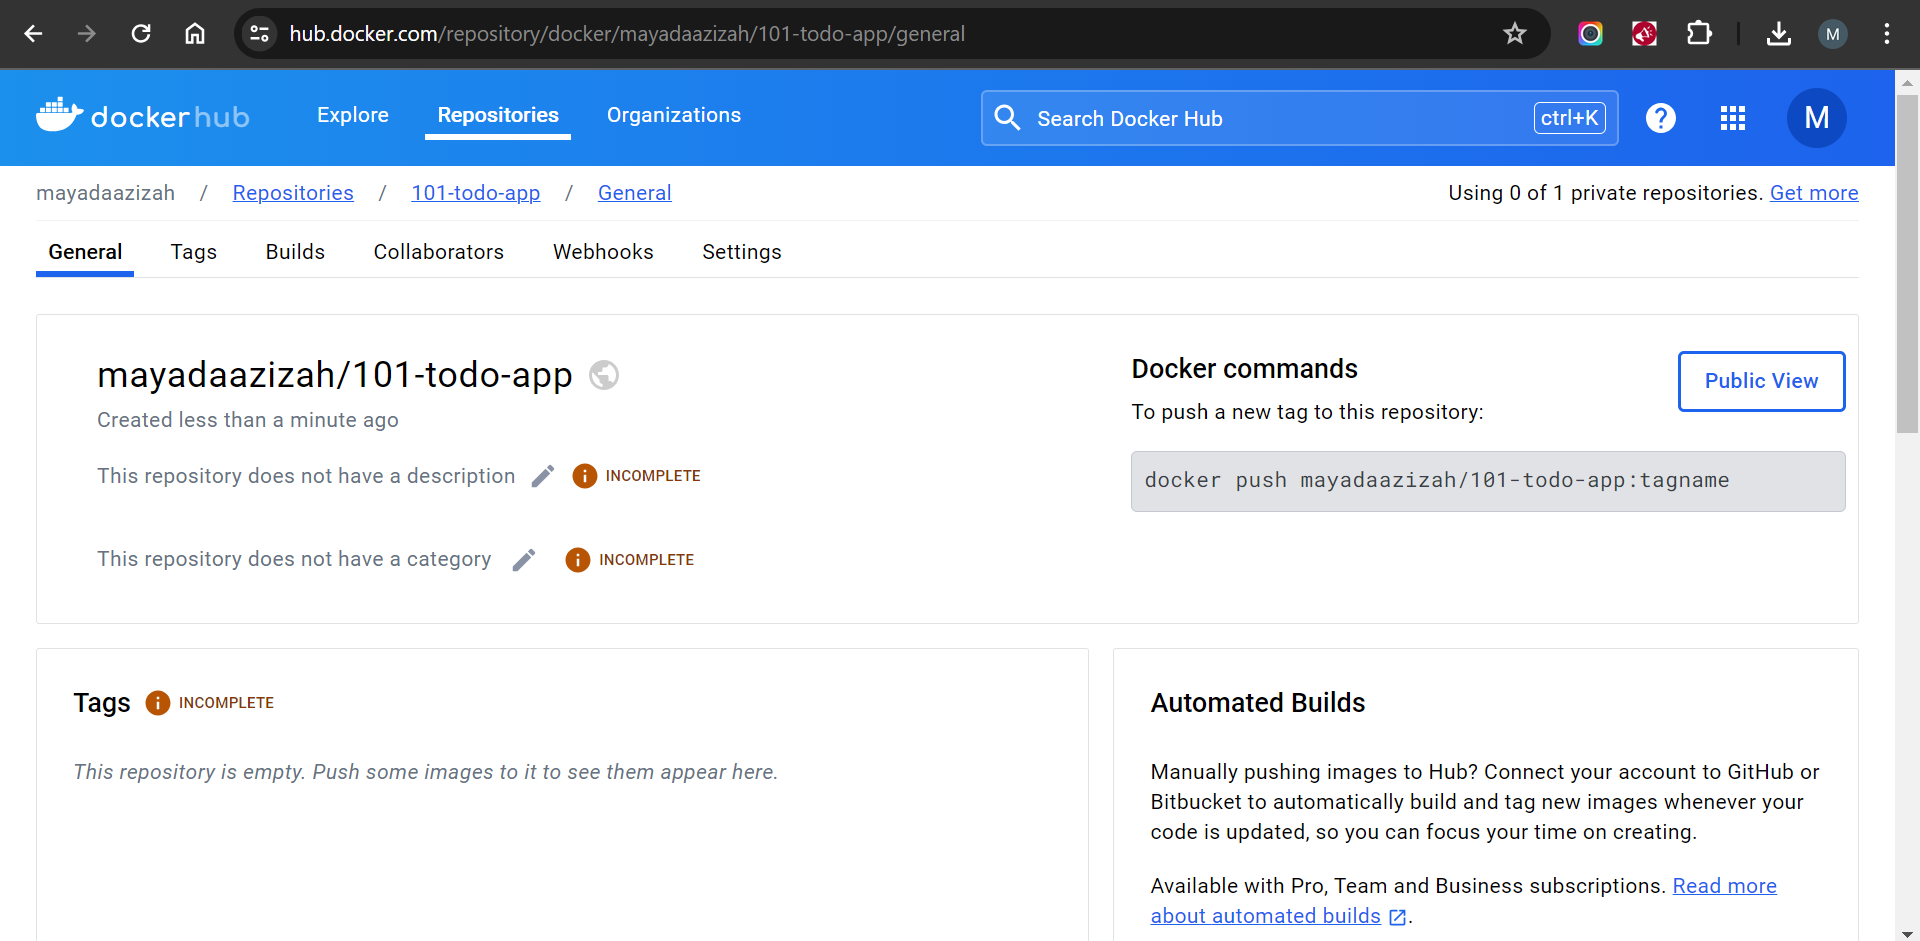 hub.docker.com/repository/docker/mayadaazizah/101-todo-app/general
M
dockerhub
Explore
Repositories
Organizations
Search Docker Hub
ctrl+K
?
M
mayadaazizah / Repositories / 101-todo-app / General
Using 0 of 1 private repositories. Get more
General
Tags
Builds
Collaborators
Webhooks
Settings
mayadaazizah/101-todo-app
Created less than a minute ago
This repository does not have a description
INCOMPLETE
This repository does not have a category
INCOMPLETE
Docker commands
Public View
To push a new tag to this repository:
docker push mayadaazizah/101-todo-app:tagname
Tags
INCOMPLETE
This repository is empty. Push some images to it to see them appear here.
Automated Builds
Manually pushing images to Hub? Connect your account to GitHub or
Bitbucket to automatically build and tag new images whenever your
code is updated, so you can focus your time on creating.
Available with Pro, Team and Business subscriptions. Read more
about automated builds .